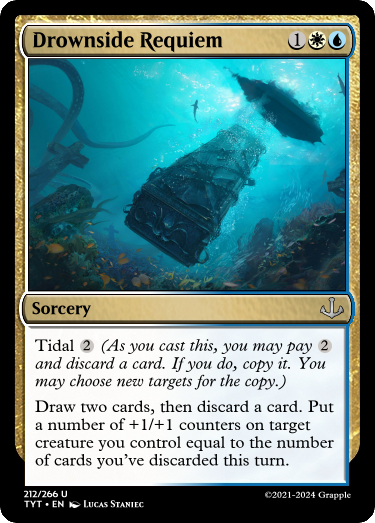 Drownside Requiem 1
Sorcery
Tidal 2 (As you cast this, you may pay 2
and discard a card. If you do, copy it. You
may choose new targets for the copy.)
Draw two cards, then discard a card. Put
a number of +1/+1 counters on target
creature you control equal to the number
of cards you've discarded this turn.
212/266 U
TYT • EN Lucas Staniec
©2021-2024 Grapple